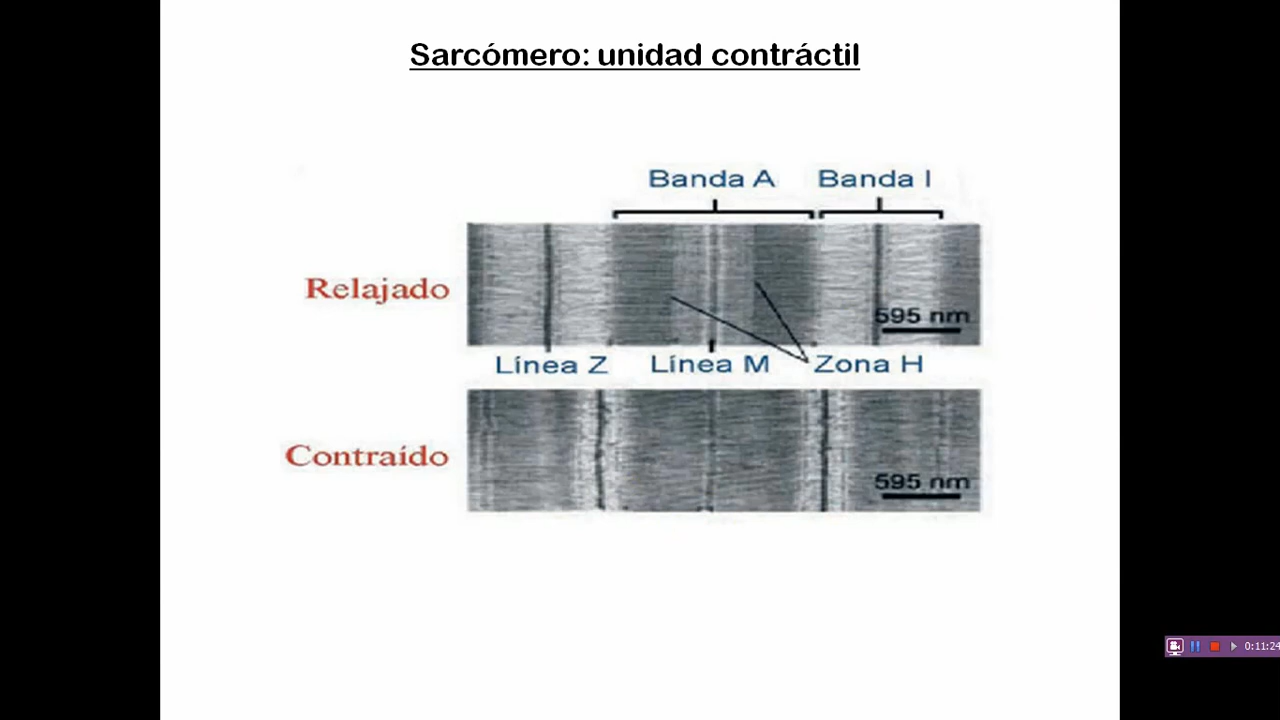 Sarcómero: unidad contráctil
Banda A Banda I
Relajado
595 nm
Línea Z Línea M Zona H
Contraído
595 nm
0:11:24